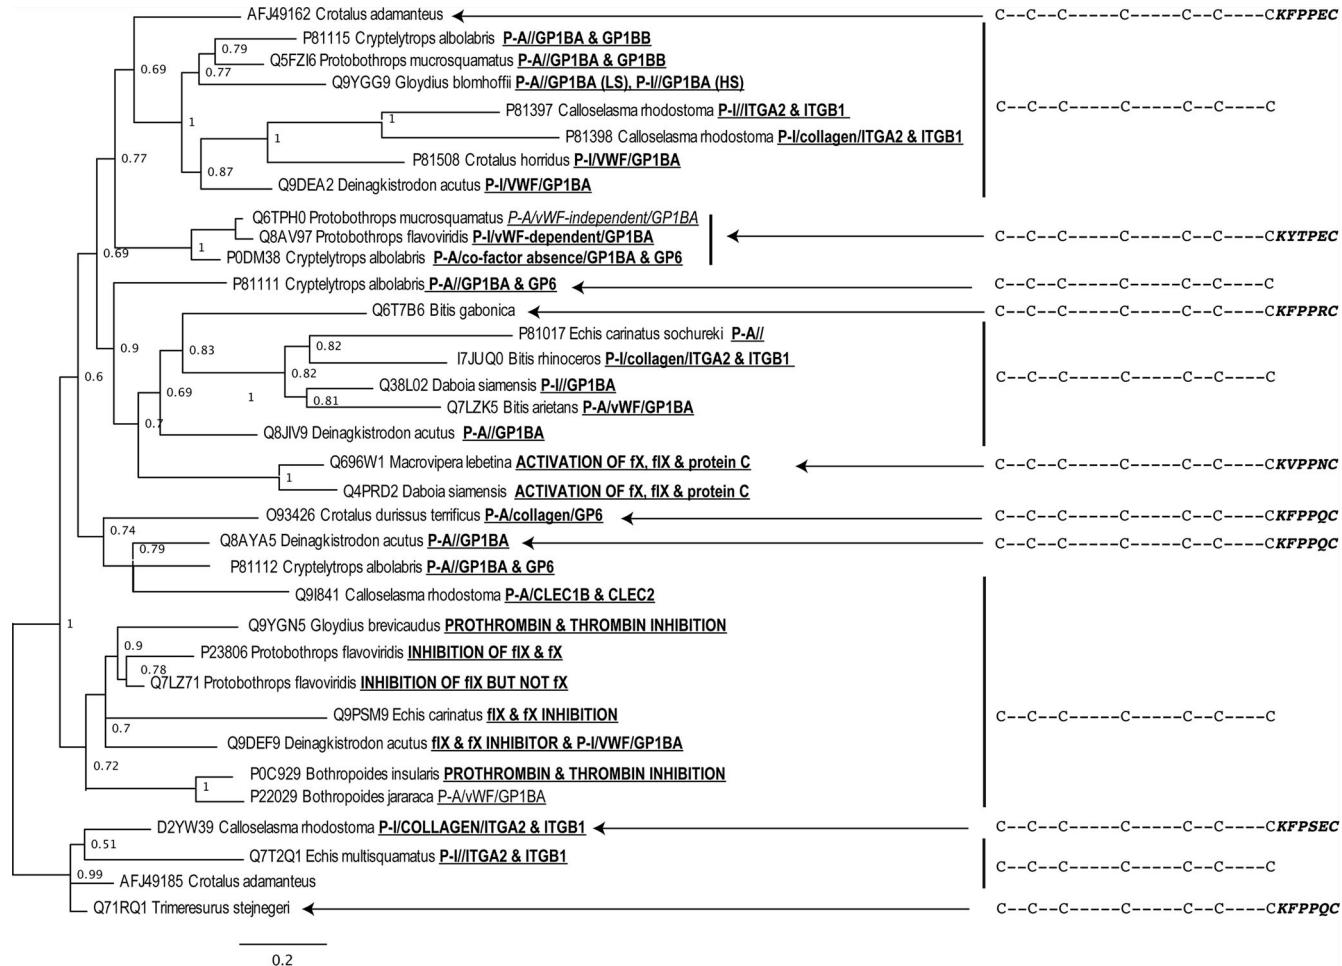 AFJ49162 Crotalus adamanteus C--C--C-----C-----C--C----CKFPPEC
P81115 Cryptelytrops albolabris P-A//GP1BA & GP1BB
0.79
Q5FZI6 Protobothrops mucrosquamatus P-A//GP1BA & GP1BB
0.69
0.77
Q9YGG9 Gloydius blomhoffii P-A//GP1BA (LS), P-I//GP1BA (HS)
P81397 Calloselasma rhodostoma P-I//ITGA2 & ITGB1 C--C--C-----C-----C--C----C
1
1
P81398 Calloselasma rhodostoma P-I/collagen/ITGA2 & ITGB1
1
0.77
P81508 Crotalus horridus P-I/VWF/GP1BA
0.87
Q9DEA2 Deinagkistrodon acutus P-I/VWF/GP1BA
Q6TPH0 Protobothrops mucrosquamatus P-A/vWF-independent/GP1BA
Q8AV97 Protobothrops flavoviridis P-I/vWF-dependent/GP1BA C--C--C-----C-----C--C----CKYTPEC
1
0.69
P0DM38 Cryptelytrops albolabris P-A/co-factor absence/GP1BA & GP6
P81111 Cryptelytrops albolabris P-A//GP1BA & GP6 C--C--C-----C-----C--C----C
Q6T7B6 Bitis gabonica C--C--C-----C-----C--C----CKFPPRC
P81017 Echis carinatus sochureki P-A//
0.82
0.9
0.83
I7JUQ0 Bitis rhinoceros P-I/collagen/ITGA2 & ITGB1
0.82
0.6
C--C--C-----C-----C--C----C
Q38L02 Daboia siamensis P-I//GP1BA
0.69
1
0.81
Q7LZK5 Bitis arietans P-A/vWF/GP1BA
0.7
Q8JIV9 Deinagkistrodon acutus P-A//GP1BA
Q696W1 Macrovipera lebetina ACTIVATION OF fX, fIX & protein C C--C--C-----C-----C--C----CKVPPNC
1
Q4PRD2 Daboia siamensis ACTIVATION OF fX, fIX & protein C
O93426 Crotalus durissus terrificus P-A/collagen/GP6 C--C--C-----C-----C--C----CKFPPQC
0.74
Q8AYA5 Deinagkistrodon acutus P-A//GP1BA C--C--C-----C-----C--C----CKFPPQC
0.79
P81112 Cryptelytrops albolabris P-A//GP1BA & GP6
Q9I841 Calloselasma rhodostoma P-A/CLEC1B & CLEC2
1
Q9YGN5 Gloydius brevicaudus PROTHROMBIN & THROMBIN INHIBITION
0.9
P23806 Protobothrops flavoviridis INHIBITION OF fIX & fX
0.78
Q7LZ71 Protobothrops flavoviridis INHIBITION OF fIX BUT NOT fX
Q9PSM9 Echis carinatus fIX & fX INHIBITION C--C--C-----C-----C--C----C
0.7
Q9DEF9 Deinagkistrodon acutus fIX & fX INHIBITOR & P-I/VWF/GP1BA
0.72
P0C929 Bothropoides insularis PROTHROMBIN & THROMBIN INHIBITION
1
P22029 Bothropoides jararaca P-A/vWF/GP1BA
D2YW39 Calloselasma rhodostoma P-I/COLLAGEN/ITGA2 & ITGB1 C--C--C-----C-----C--C----CKFPSEC
0.51
Q7T2Q1 Echis multisquamatus P-I//ITGA2 & ITGB1
C--C--C-----C-----C--C----C
0.99
AFJ49185 Crotalus adamanteus
Q71RQ1 Trimeresurus stejnegeri C--C--C-----C-----C--C----CKFPPQC
0.2